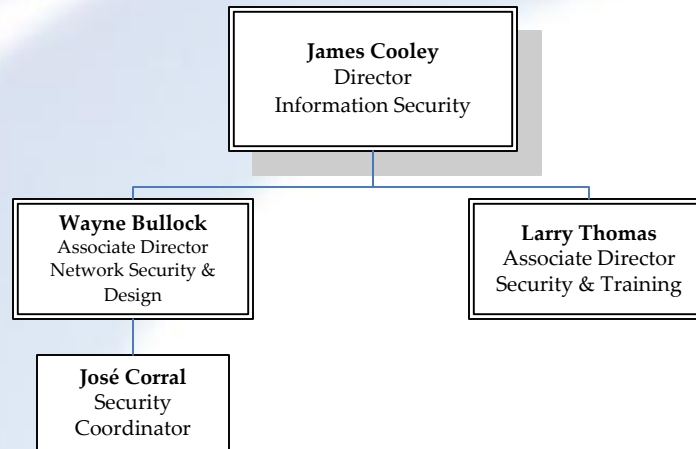 James Cooley
Director
Information Security
Wayne Bullock
Associate Director
Network Security &
Design
Larry Thomas
Associate Director
Security & Training
José Corral
Security
Coordinator